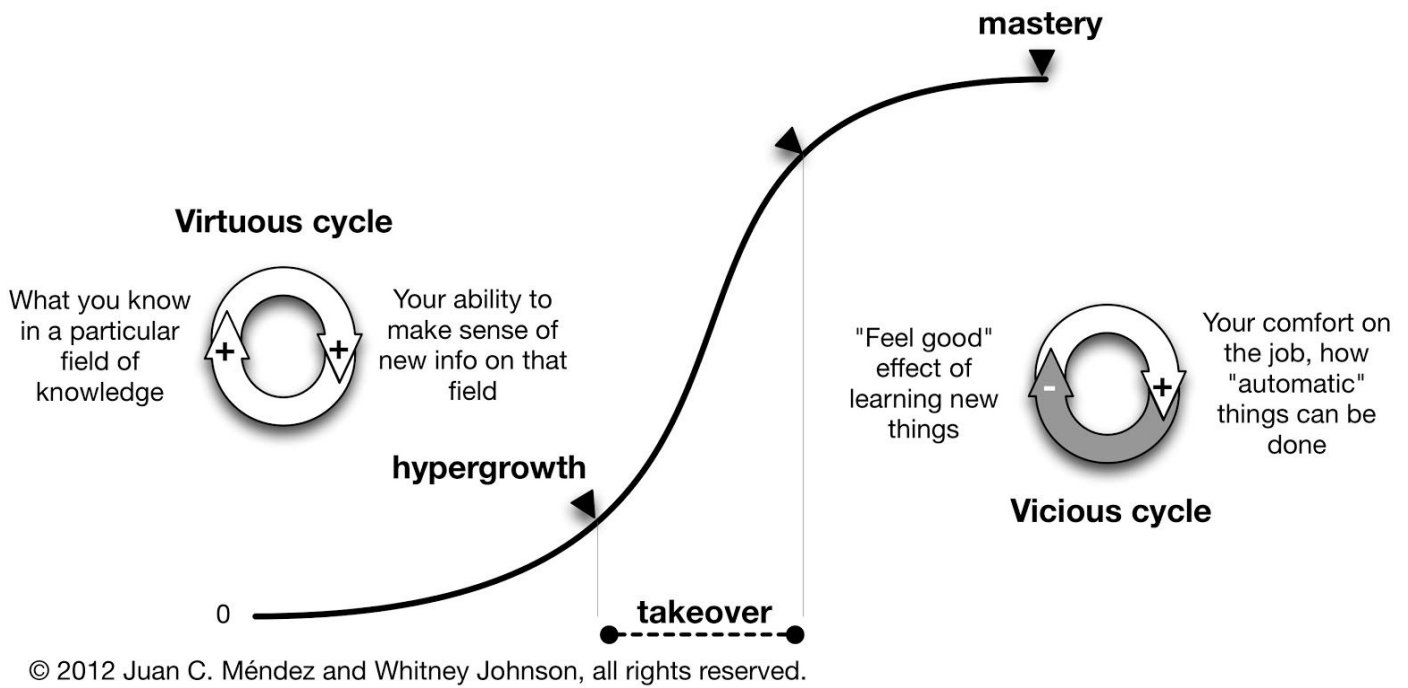 mastery
Virtuous cycle
What you know
in a particular
field of
knowledge
+
+
Your ability to
make sense of
new info on that
field
"Feel good"
effect of
learning new
things
-
+
Your comfort on
the job, how
"automatic"
things can be
done
Vicious cycle
hypergrowth
0
takeover
© 2012 Juan C. Méndez and Whitney Johnson, all rights reserved.